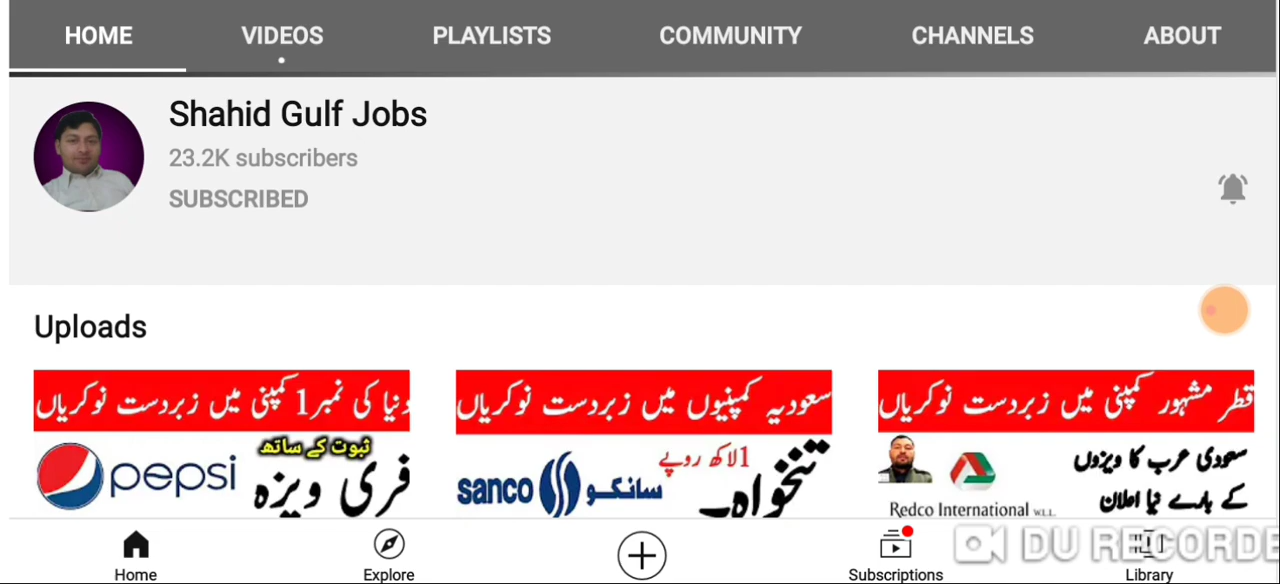 HOME VIDEOS PLAYLISTS COMMUNITY CHANNELS ABOUT
Shahid Gulf Jobs
23.2K subscribers
SUBSCRIBED
Uploads
دنیا کی نمبر 1 کمپنی میں زبردست نوکریاں
ثبوت کے ساتھ
فری ویزہ
pepsi
سعودیہ کمپنیوں میں زبردست نوکریاں
1لاکھ روپے
تنخواہ
sanco سانکو
قطر مشہور کمپنی میں زبردست نوکریاں
سعودی عرب کا ویزوں
کے بارے نیا اعلان
Redco International W.L.L.
Home Explore Subscriptions Library
DU RECORDE